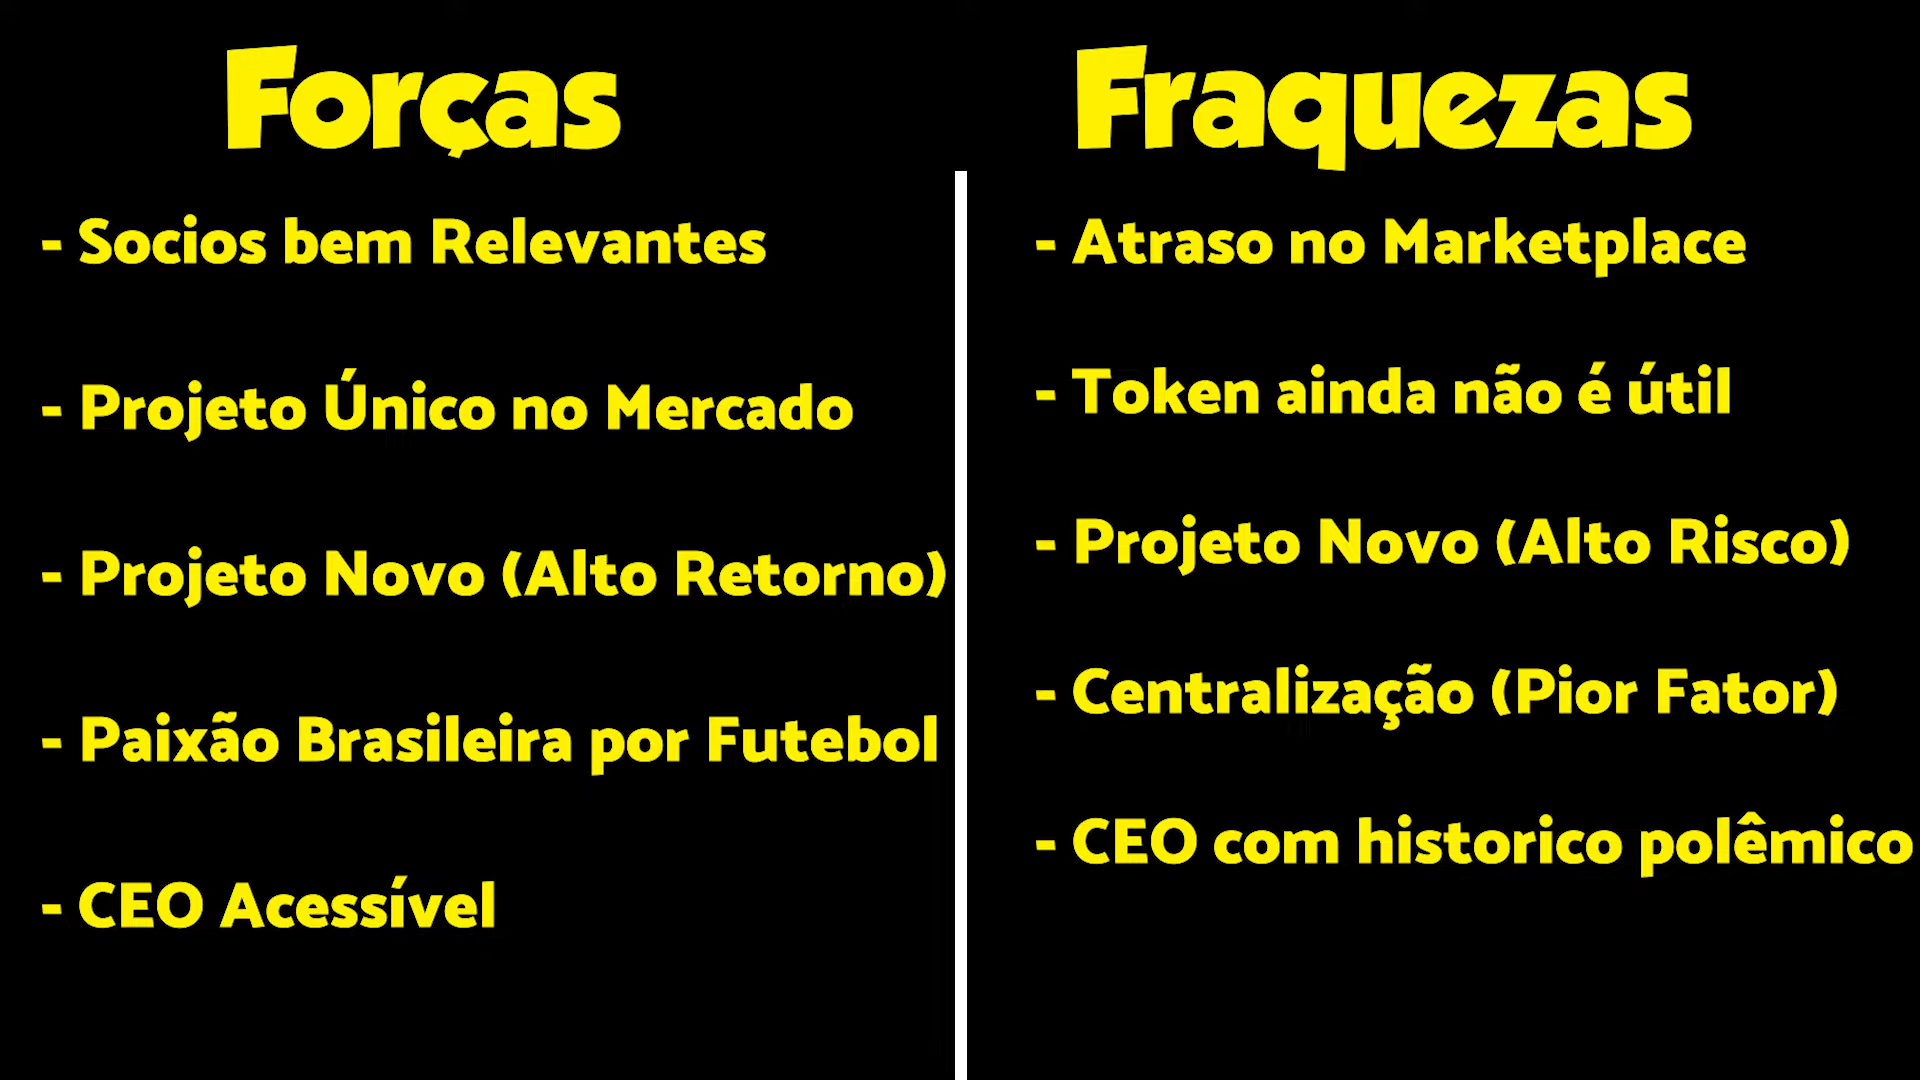 Forças
- Socios bem Relevantes
- Projeto Único no Mercado
- Projeto Novo (Alto Retorno)
- Paixão Brasileira por Futebol
- CEO Acessível
Fraquezas
- Atraso no Marketplace
- Token ainda não é útil
- Projeto Novo (Alto Risco)
- Centralização (Pior Fator)
- CEO com historico polêmico